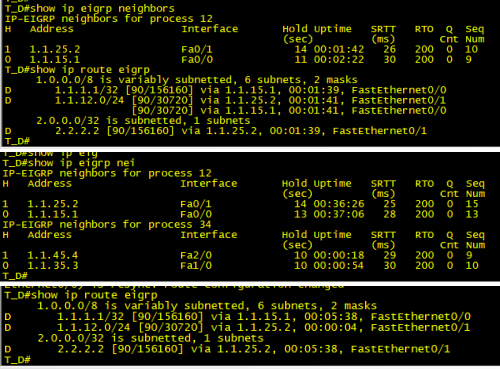 T_D#show ip eigrp neighbors
IP-EIGRP neighbors for process 12
H Address Interface Hold Uptime SRTT RTO Q Seq
(sec) (ms) Cnt Num
1 1.1.25.2 Fa0/1 14 00:01:42 26 200 0 10
0 1.1.15.1 Fa0/0 11 00:02:22 30 200 0 9
T_D#show ip route eigrp
1.0.0.0/8 is variably subnetted, 6 subnets, 2 masks
D 1.1.1.1/32 [90/156160] via 1.1.15.1, 00:01:39, FastEthernet0/0
D 1.1.12.0/24 [90/30720] via 1.1.25.2, 00:01:41, FastEthernet0/1
[90/30720] via 1.1.15.1, 00:01:41, FastEthernet0/0
2.0.0.0/32 is subnetted, 1 subnets
D 2.2.2.2 [90/156160] via 1.1.25.2, 00:01:39, FastEthernet0/1
T_D#
T_D#show ip eig
T_D#show ip eigrp nei
IP-EIGRP neighbors for process 12
H Address Interface Hold Uptime SRTT RTO Q Seq
(sec) (ms) Cnt Num
1 1.1.25.2 Fa0/1 14 00:36:26 25 200 0 15
0 1.1.15.1 Fa0/0 13 00:37:06 28 200 0 13
IP-EIGRP neighbors for process 34
H Address Interface Hold Uptime SRTT RTO Q Seq
(sec) (ms) Cnt Num
1 1.1.45.4 Fa2/0 10 00:00:18 29 200 0 9
0 1.1.35.3 Fa1/0 10 00:00:54 30 200 0 10
T_D#
T_D#show ip route eigrp
1.0.0.0/8 is variably subnetted, 6 subnets, 2 masks
D 1.1.1.1/32 [90/156160] via 1.1.15.1, 00:05:38, FastEthernet0/0
D 1.1.12.0/24 [90/30720] via 1.1.25.2, 00:00:04, FastEthernet0/1
2.0.0.0/32 is subnetted, 1 subnets
D 2.2.2.2 [90/156160] via 1.1.25.2, 00:05:38, FastEthernet0/1
T_D#